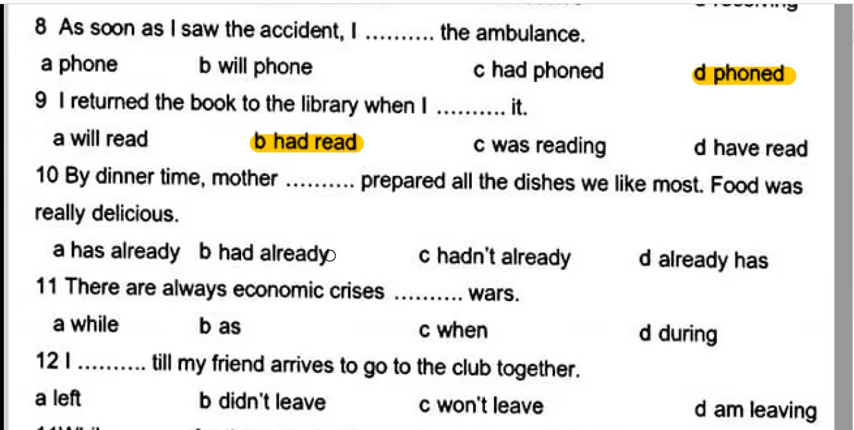 8 As soon as I saw the accident, I .......... the ambulance.
a phone b will phone c had phoned d phoned
9 I returned the book to the library when I .......... it.
a will read b had read c was reading d have read
10 By dinner time, mother .......... prepared all the dishes we like most. Food was
really delicious.
a has already b had already c hadn't already d already has
11 There are always economic crises .......... wars.
a while b as c when d during
12 I .......... till my friend arrives to go to the club together.
a left b didn't leave c won't leave d am leaving